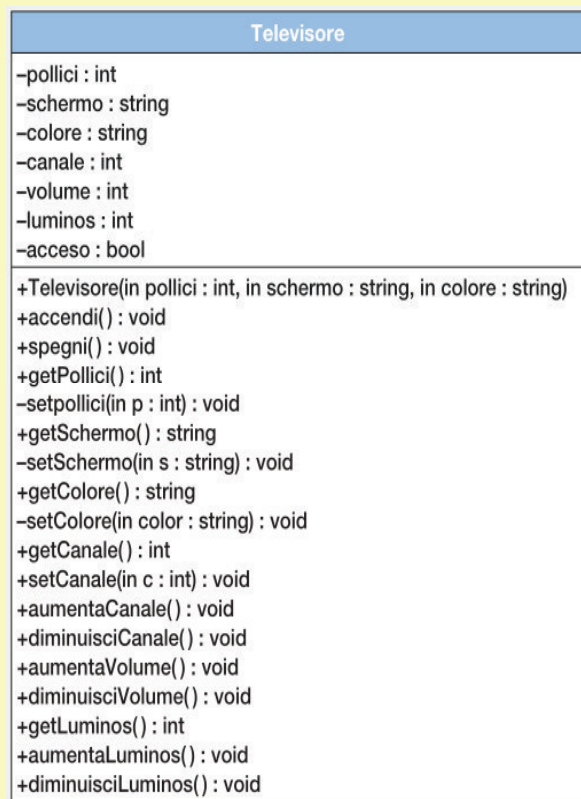 Televisore
–pollici : int
–schermo : string
–colore : string
–canale : int
–volume : int
–luminos : int
–acceso : bool
+Televisore(in pollici : int, in schermo : string, in colore : string)
+accendi() : void
+spegni() : void
+getPollici() : int
–setpollici(in p : int) : void
+getSchermo() : string
–setSchermo(in s : string) : void
+getColore() : string
–setColore(in color : string) : void
+getCanale() : int
+setCanale(in c : int) : void
+aumentaCanale() : void
+diminuisciCanale() : void
+aumentaVolume() : void
+diminuisciVolume() : void
+getLuminos() : int
+aumentaLuminos() : void
+diminuisciLuminos() : void